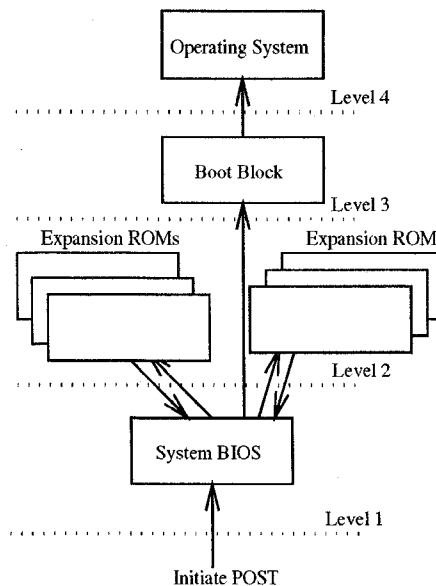 Operating System
Level 4
Boot Block
Level 3
Expansion ROMs
Expansion ROM
Level 2
System BIOS
Level 1
Initiate POST